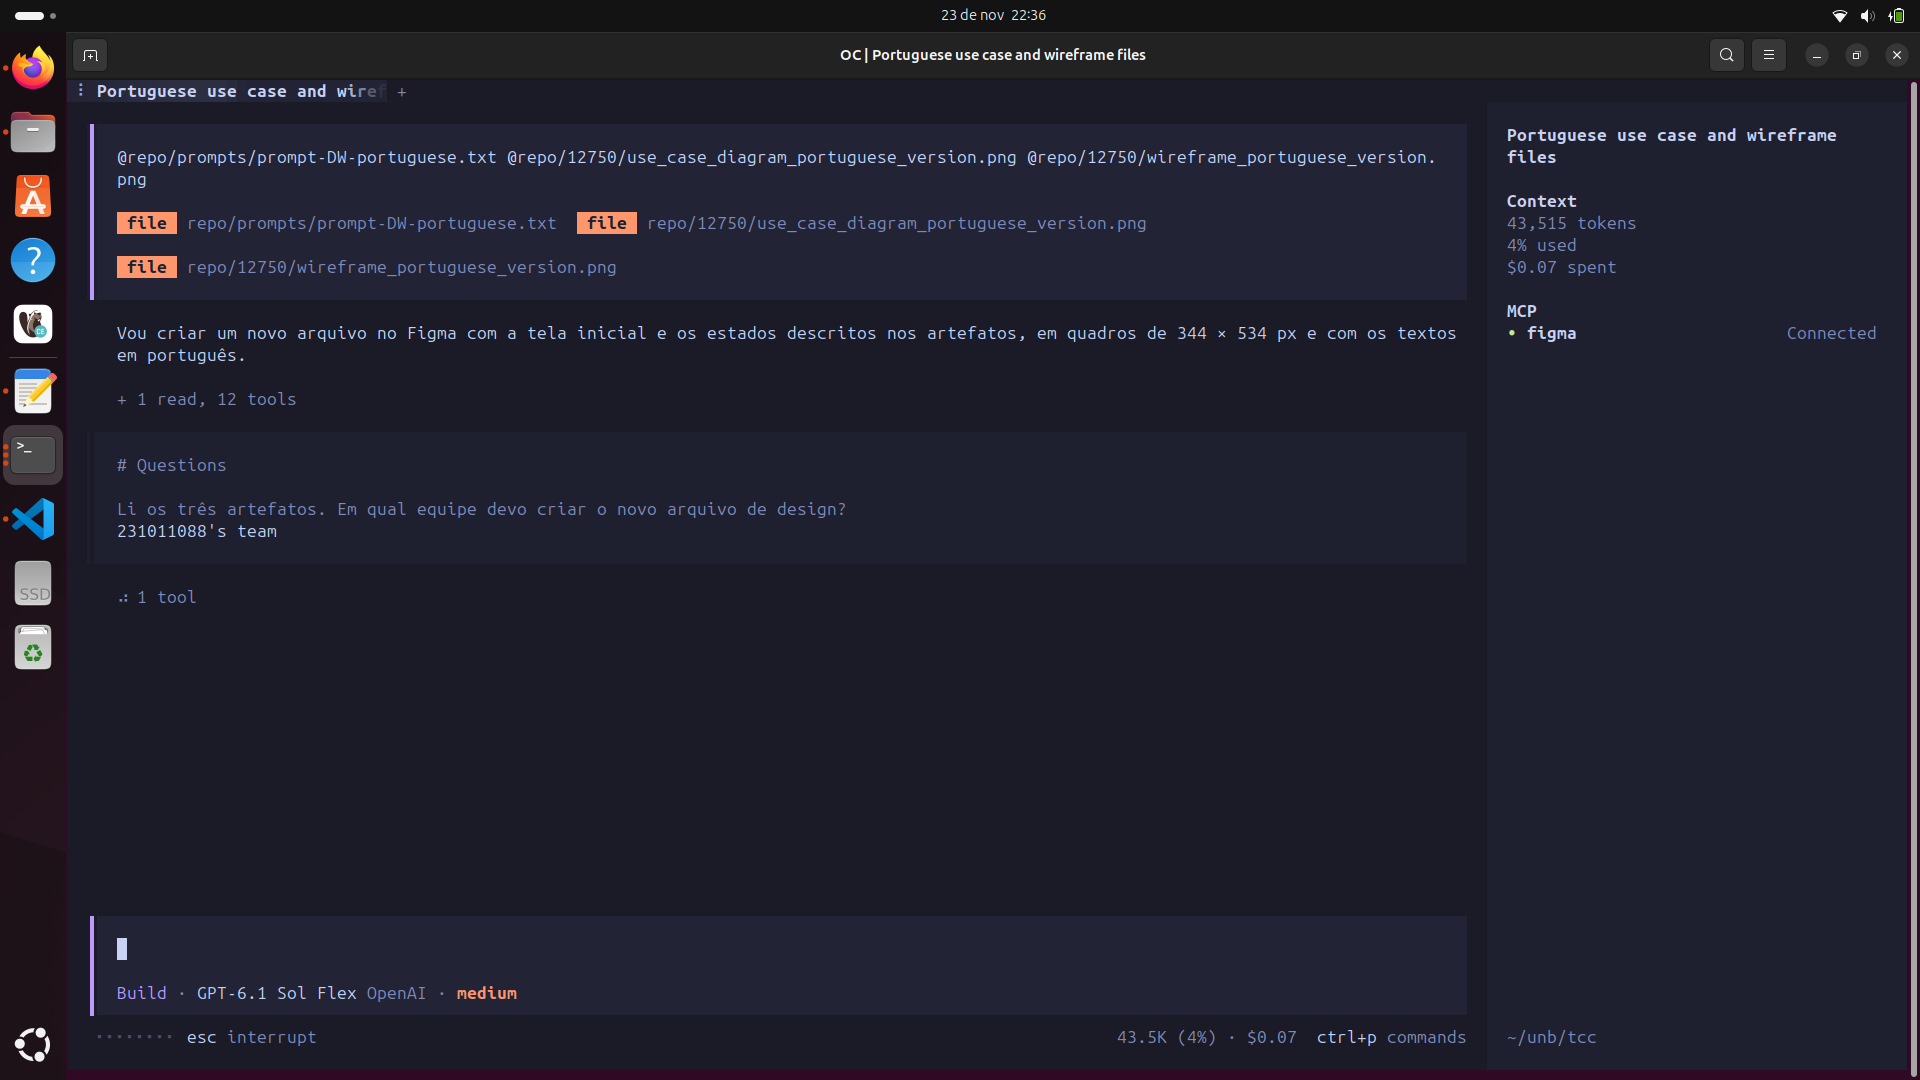 23 de nov 22:36
OC | Portuguese use case and wireframe files
Portuguese use case and wiref +
@repo/prompts/prompt-DW-portuguese.txt @repo/12750/use_case_diagram_portuguese_version.png @repo/12750/wireframe_portuguese_version.
png
file repo/prompts/prompt-DW-portuguese.txt file repo/12750/use_case_diagram_portuguese_version.png
file repo/12750/wireframe_portuguese_version.png
Vou criar um novo arquivo no Figma com a tela inicial e os estados descritos nos artefatos, em quadros de 344 × 534 px e com os textos
em português.
+ 1 read, 12 tools
# Questions
Li os três artefatos. Em qual equipe devo criar o novo arquivo de design?
231011088's team
1 tool
Build · GPT-6.1 Sol Flex OpenAI · medium
esc interrupt
43.5K (4%) · $0.07 ctrl+p commands
Portuguese use case and wireframe
files
Context
43,515 tokens
4% used
$0.07 spent
MCP
• figma Connected
~/unb/tcc
SSD